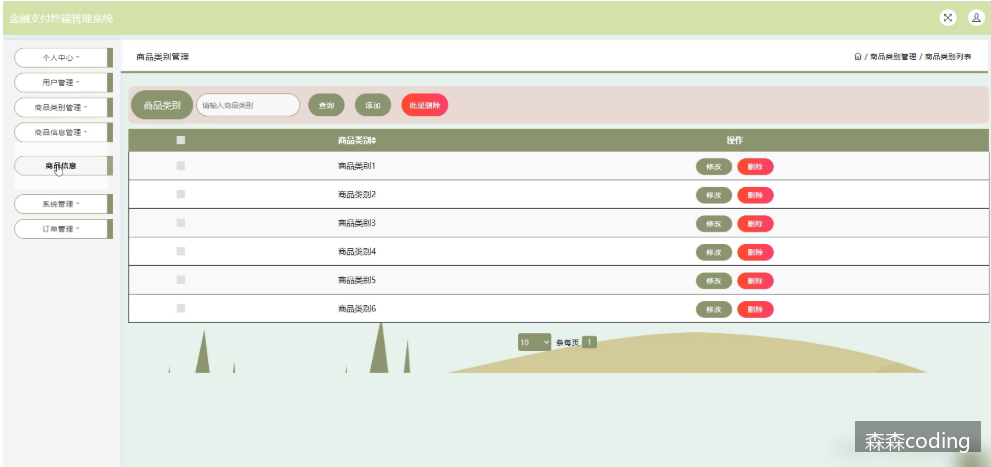 金融支付终端管理系统
个人中心
用户管理
商品类别管理
商品信息管理
商品信息
系统管理
订单管理
商品类别管理
/ 商品类别管理 / 商品类别列表
商品类别 请输入商品类别 查询 添加 批量删除
商品类别 操作
商品类别1 修改 删除
商品类别2 修改 删除
商品类别3 修改 删除
商品类别4 修改 删除
商品类别5 修改 删除
商品类别6 修改 删除
10 条每页 1
森森coding